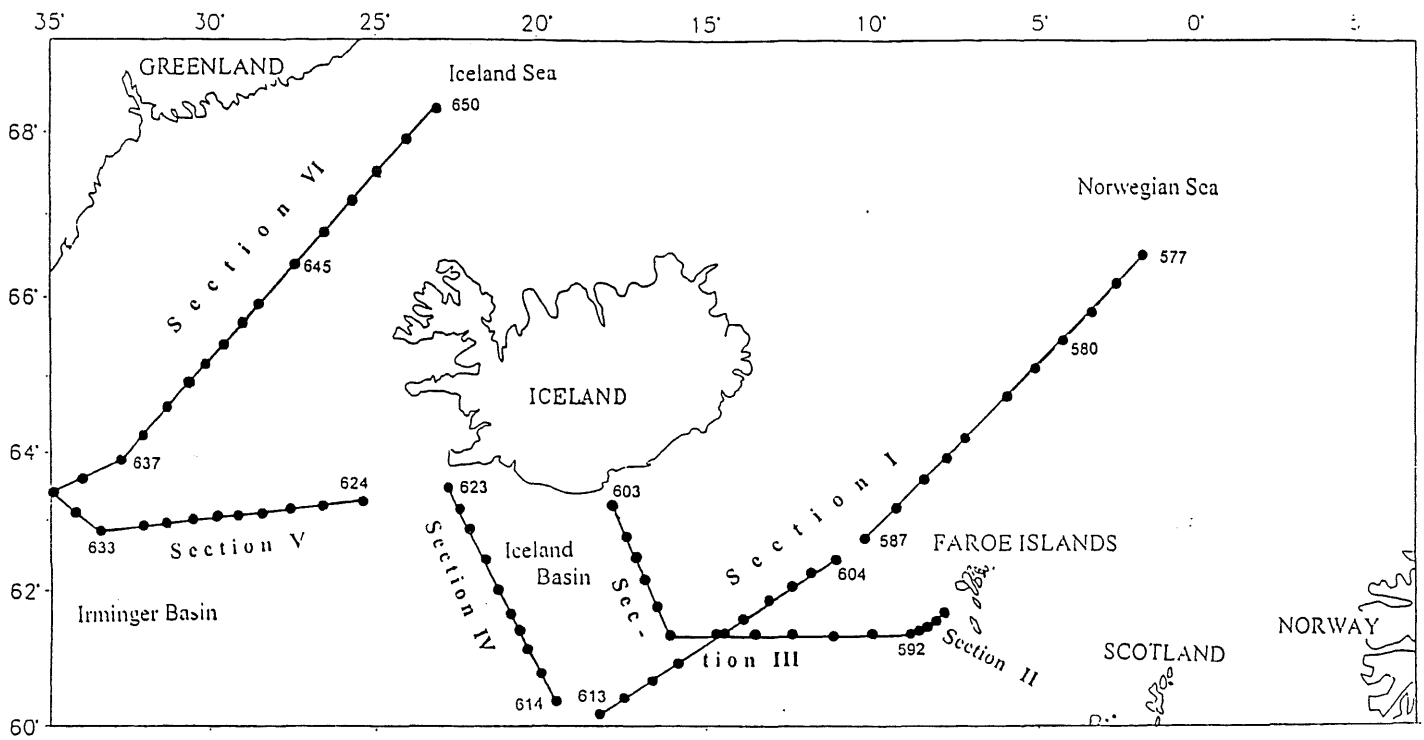 35' 30' 25' 20' 15' 10' 5' 0'
GREENLAND
Iceland Sea
650
68'
Section VI
Norwegian Sea
577
645
66'
580
ICELAND
64'
637
624
623
603
Section I
633
Section V
Section IV
Iceland
Basin
587
FAROE ISLANDS
604
62'
Irminger Basin
Sec-
tion III
592
Section II
NORWAY
SCOTLAND
614
613
60'